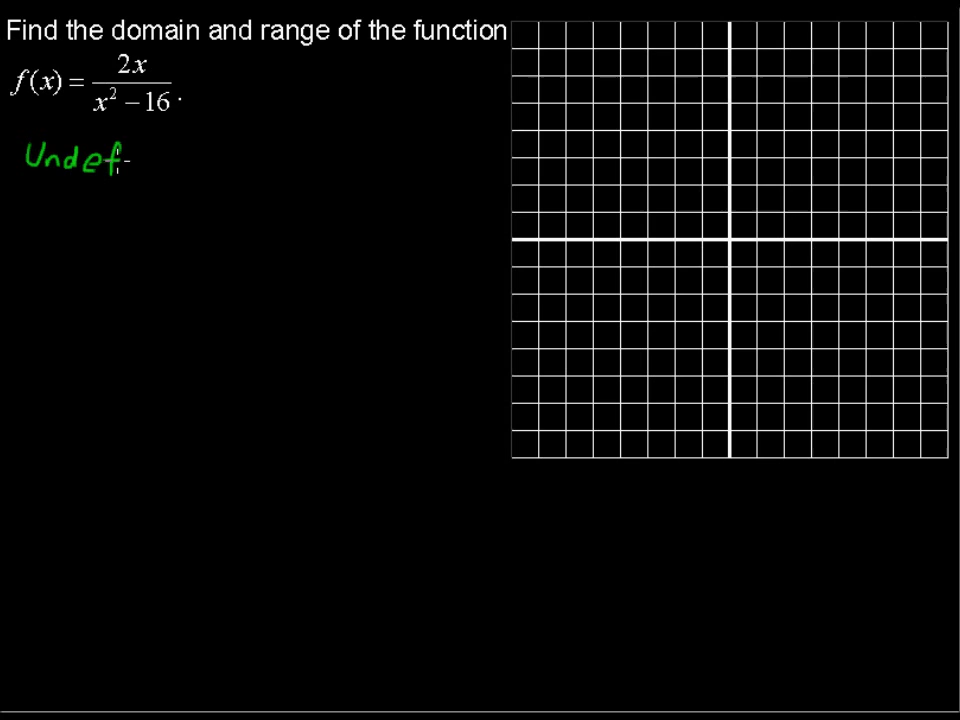 Find the domain and range of the function
f(x) = 2x / (x² − 16).
Undef